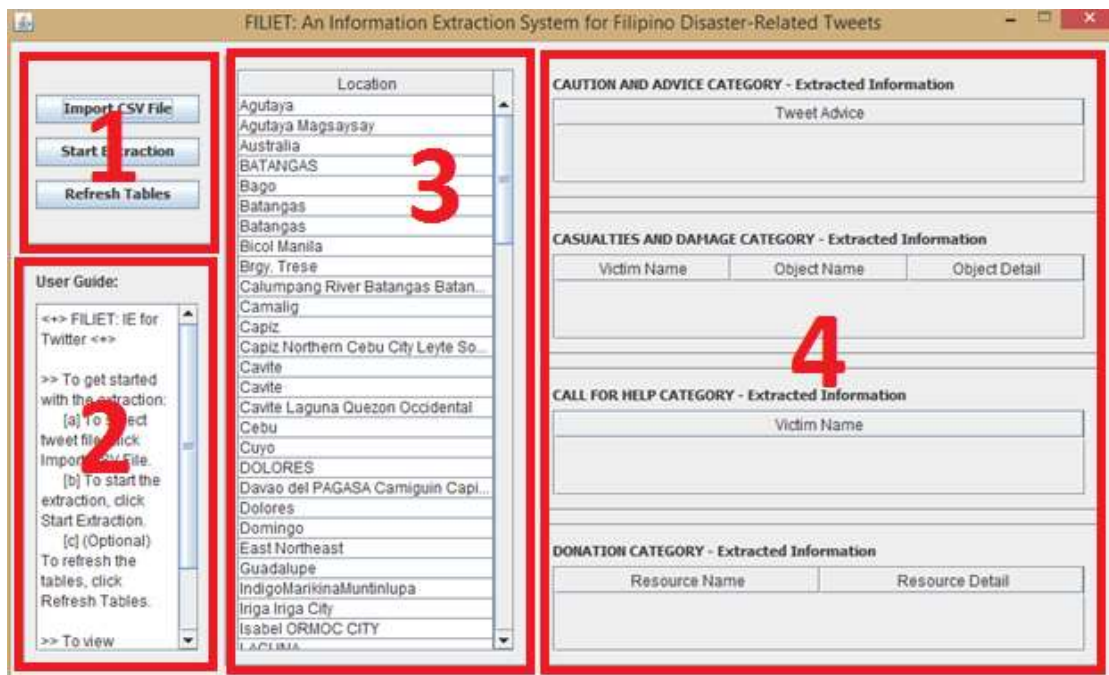 FILIET: An Information Extraction System for Filipino Disaster-Related Tweets
Import CSV File
Start Extraction
Refresh Tables
1
User Guide:
<+> FILIET: IE for
Twitter <+>
>> To get started
with the extraction:
[a] To select
tweet file, click
Import CSV File.
[b] To start the
extraction, click
Start Extraction.
[c] (Optional)
To refresh the
tables, click
Refresh Tables.
>> To view
2
Location
Agutaya
Agutaya Magsaysay
Australia
BATANGAS
Bago
Batangas
Batangas
Bicol Manila
Brgy. Trese
Calumpang River Batangas Batan...
Camalig
Capiz
Capiz Northern Cebu City Leyte So...
Cavite
Cavite
Cavite Laguna Quezon Occidental
Cebu
Cuyo
DOLORES
Davao del PAGASA Camiguin Capi...
Dolores
Domingo
East Northeast
Guadalupe
IndigoMarikinaMuntinlupa
Iriga Iriga City
Isabel ORMOC CITY
LAGUNA
3
CAUTION AND ADVICE CATEGORY - Extracted Information
Tweet Advice
CASUALTIES AND DAMAGE CATEGORY - Extracted Information
Victim Name Object Name Object Detail
4
CALL FOR HELP CATEGORY - Extracted Information
Victim Name
DONATION CATEGORY - Extracted Information
Resource Name Resource Detail